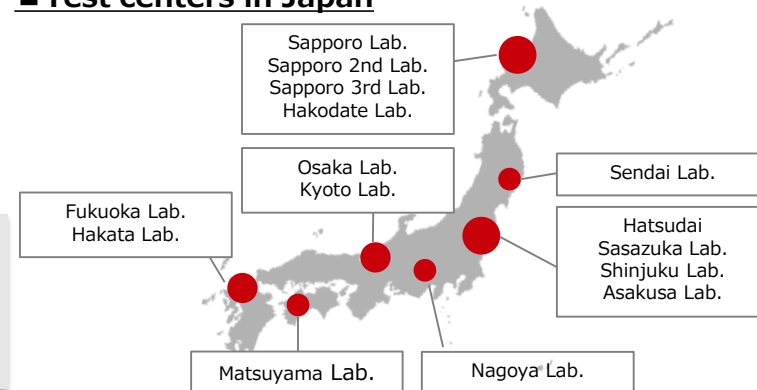 ■ Test centers in Japan
Sapporo Lab.
Sapporo 2nd Lab.
Sapporo 3rd Lab.
Hakodate Lab.
Osaka Lab.
Kyoto Lab.
Sendai Lab.
Fukuoka Lab.
Hakata Lab.
Hatsudai
Sasazuka Lab.
Shinjuku Lab.
Asakusa Lab.
Matsuyama Lab.
Nagoya Lab.